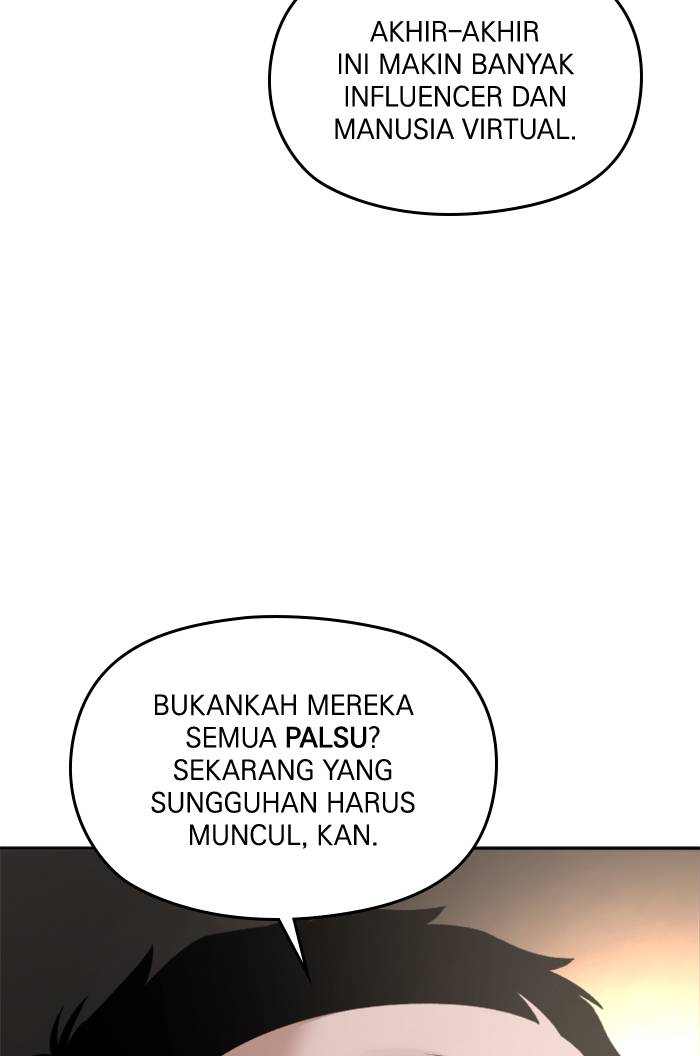 AKHIR-AKHIR
INI MAKIN BANYAK
INFLUENCER DAN
MANUSIA VIRTUAL.
BUKANKAH MEREKA
SEMUA PALSU?
SEKARANG YANG
SUNGGUHAN HARUS
MUNCUL, KAN.